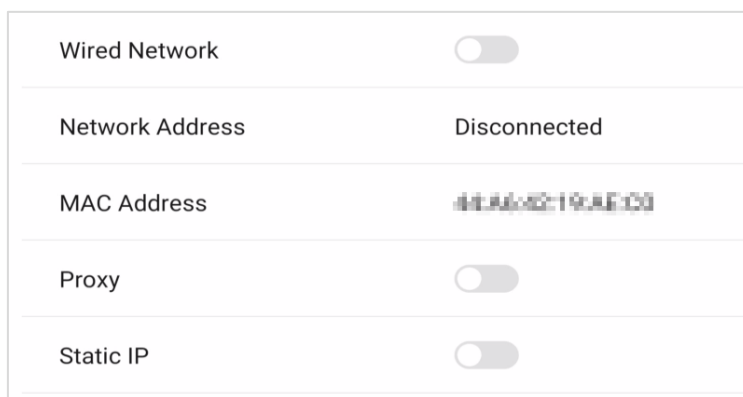 Wired Network
Network Address Disconnected
MAC Address
Proxy
Static IP